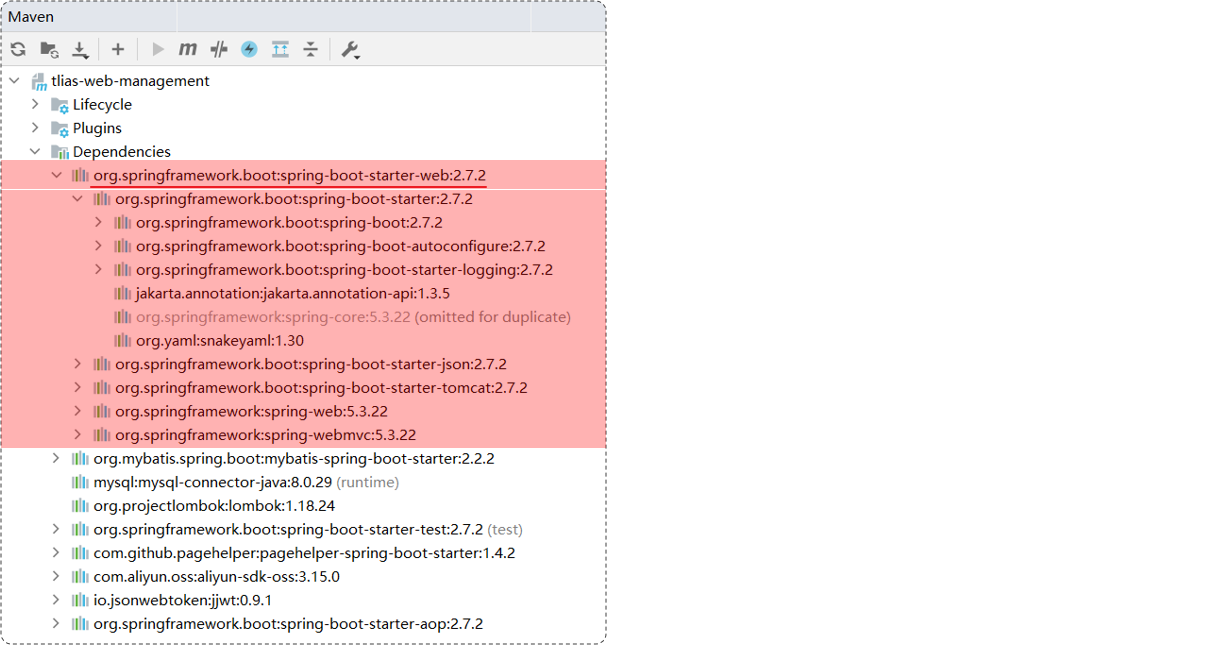 Maven
tlias-web-management
Lifecycle
Plugins
Dependencies
org.springframework.boot:spring-boot-starter-web:2.7.2
org.springframework.boot:spring-boot-starter:2.7.2
org.springframework.boot:spring-boot:2.7.2
org.springframework.boot:spring-boot-autoconfigure:2.7.2
org.springframework.boot:spring-boot-starter-logging:2.7.2
jakarta.annotation:jakarta.annotation-api:1.3.5
org.springframework:spring-core:5.3.22 (omitted for duplicate)
org.yaml:snakeyaml:1.30
org.springframework.boot:spring-boot-starter-json:2.7.2
org.springframework.boot:spring-boot-starter-tomcat:2.7.2
org.springframework:spring-web:5.3.22
org.springframework:spring-webmvc:5.3.22
org.mybatis.spring.boot:mybatis-spring-boot-starter:2.2.2
mysql:mysql-connector-java:8.0.29 (runtime)
org.projectlombok:lombok:1.18.24
org.springframework.boot:spring-boot-starter-test:2.7.2 (test)
com.github.pagehelper:pagehelper-spring-boot-starter:1.4.2
com.aliyun.oss:aliyun-sdk-oss:3.15.0
io.jsonwebtoken:jjwt:0.9.1
org.springframework.boot:spring-boot-starter-aop:2.7.2